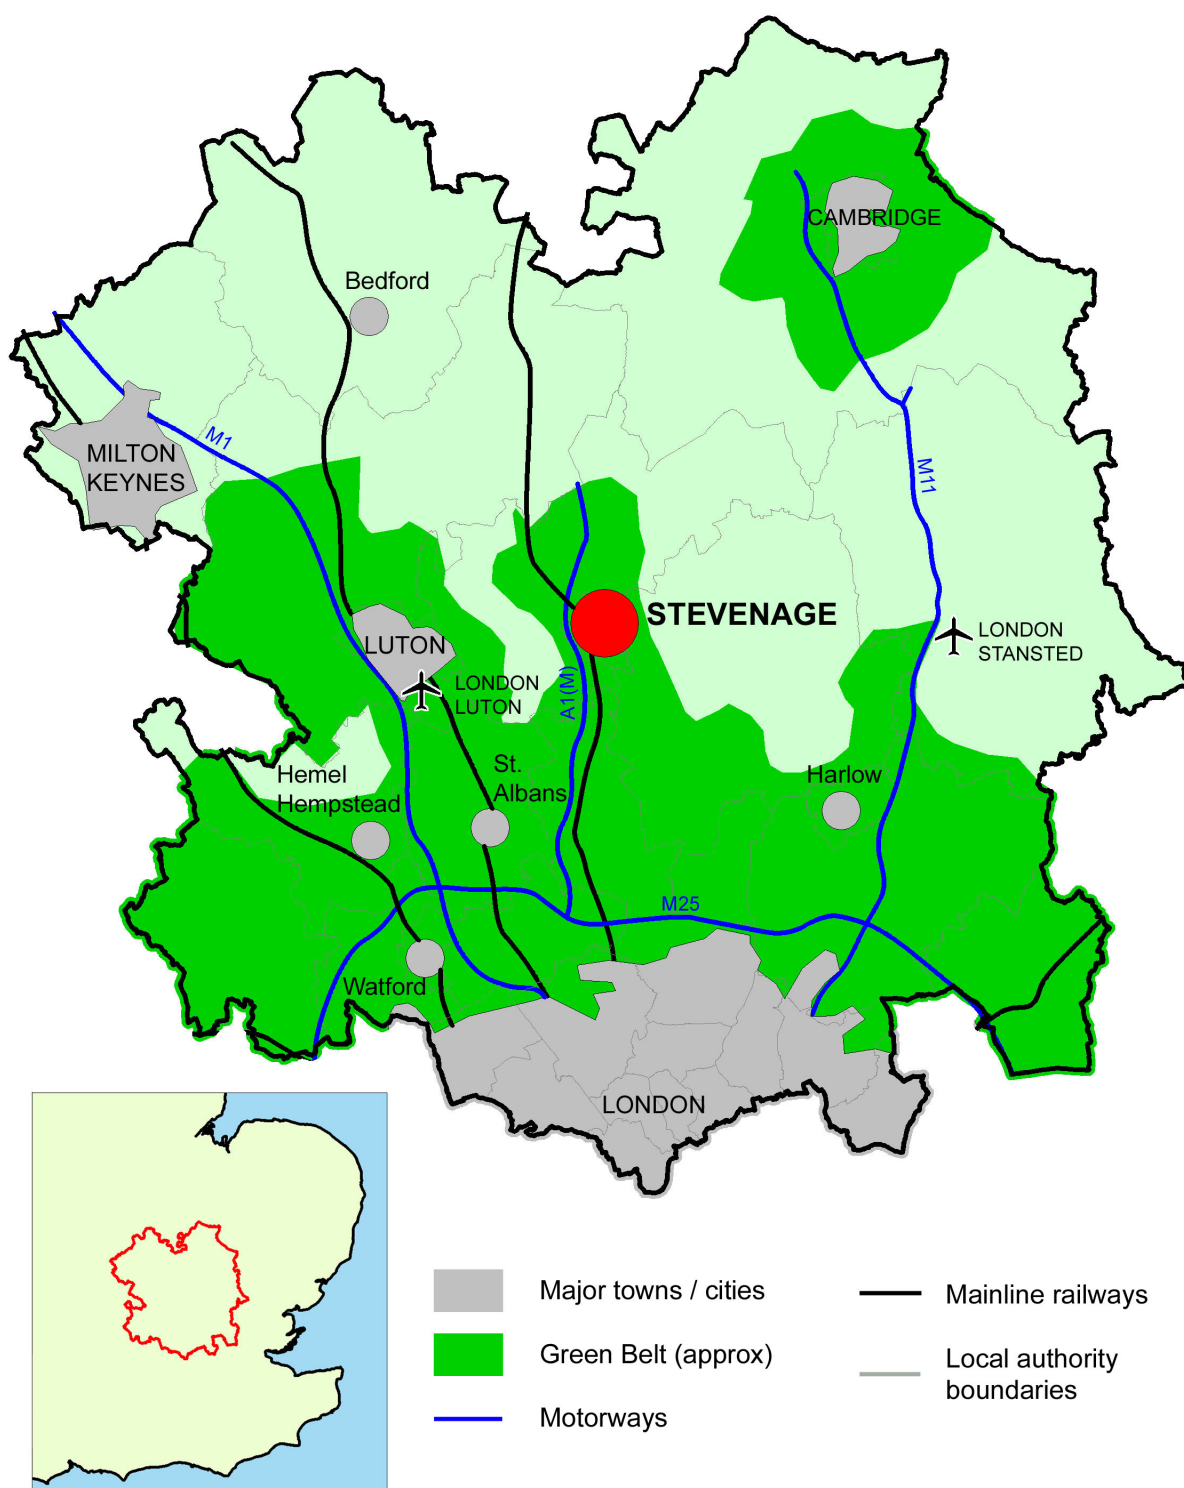 CAMBRIDGE
Bedford
M1
MILTON
KEYNES
M11
STEVENAGE
LUTON
LONDON
STANSTED
LONDON
LUTON
A1(M)
St.
Albans
Hemel
Hempstead
Harlow
M25
Watford
LONDON
Major towns / cities
Green Belt (approx)
Motorways
Mainline railways
Local authority
boundaries